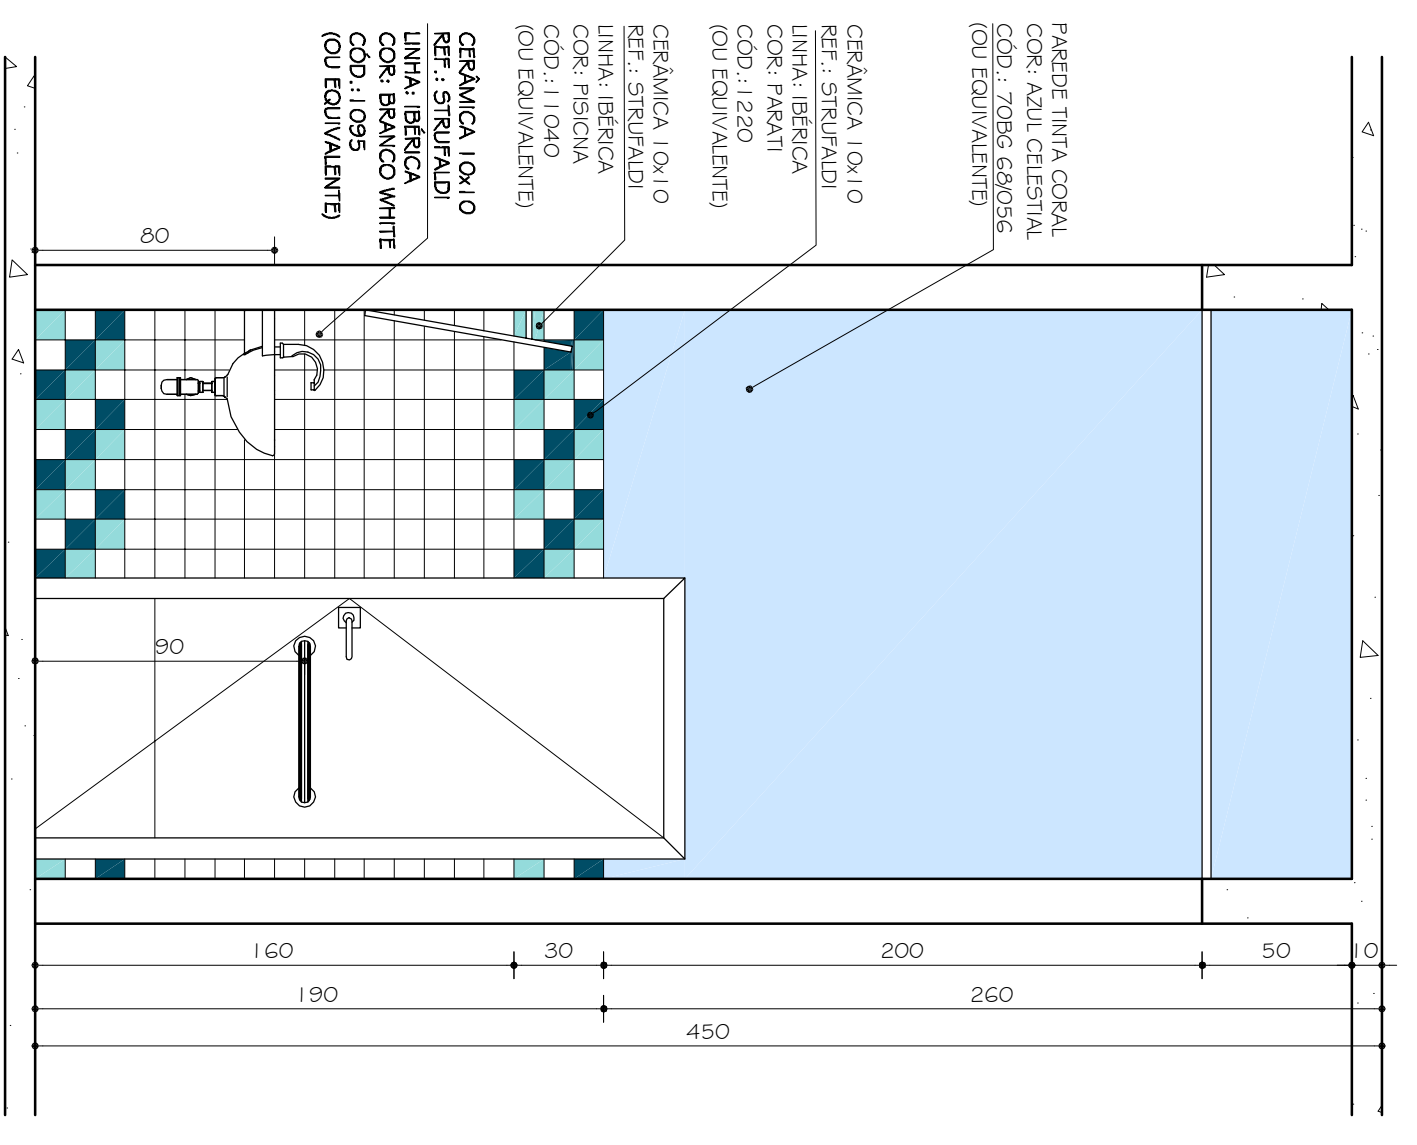 PAREDE TINTA CORAL
COR: AZUL CELESTIAL
CÓD.: 70BG 68/056
(OU EQUIVALENTE)
CERÂMICA 10x10
REF.: STRUFALDI
LINHA: IBÉRICA
COR: PARATI
CÓD.:1220
(OU EQUIVALENTE)
CERÂMICA 10x10
REF.: STRUFALDI
LINHA: IBÉRICA
COR: PISICNA
CÓD.:11040
(OU EQUIVALENTE)
CERÂMICA 10x10
REF.: STRUFALDI
LINHA: IBÉRICA
COR: BRANCO WHITE
CÓD.:1095
(OU EQUIVALENTE)
80
90
160
30
200
50
10
190
260
450